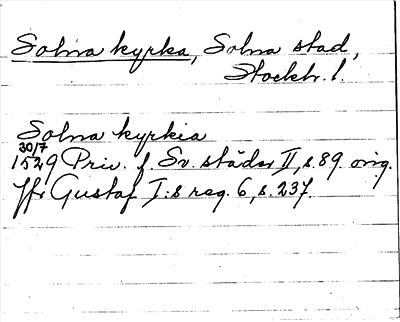 Solna kyrka, Solna stad,
Stockh. l.
Solna kyrkia
30/7
1529 Priv. f. Sv. städer II, s. 89. orig.
Jfr Gustaf I:s reg. 6, s. 237.